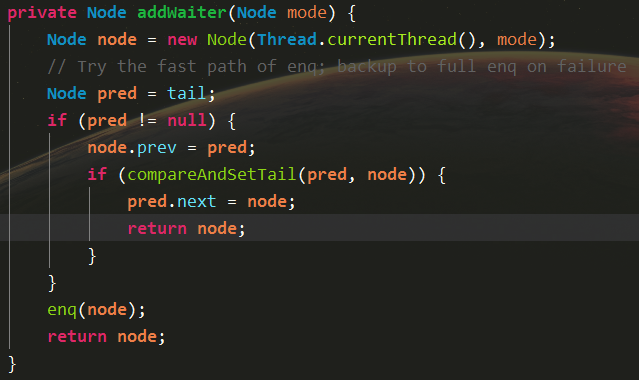 private Node addWaiter(Node mode) {
    Node node = new Node(Thread.currentThread(), mode);
    // Try the fast path of enq; backup to full enq on failure
    Node pred = tail;
    if (pred != null) {
        node.prev = pred;
        if (compareAndSetTail(pred, node)) {
            pred.next = node;
            return node;
        }
    }
    enq(node);
    return node;
}